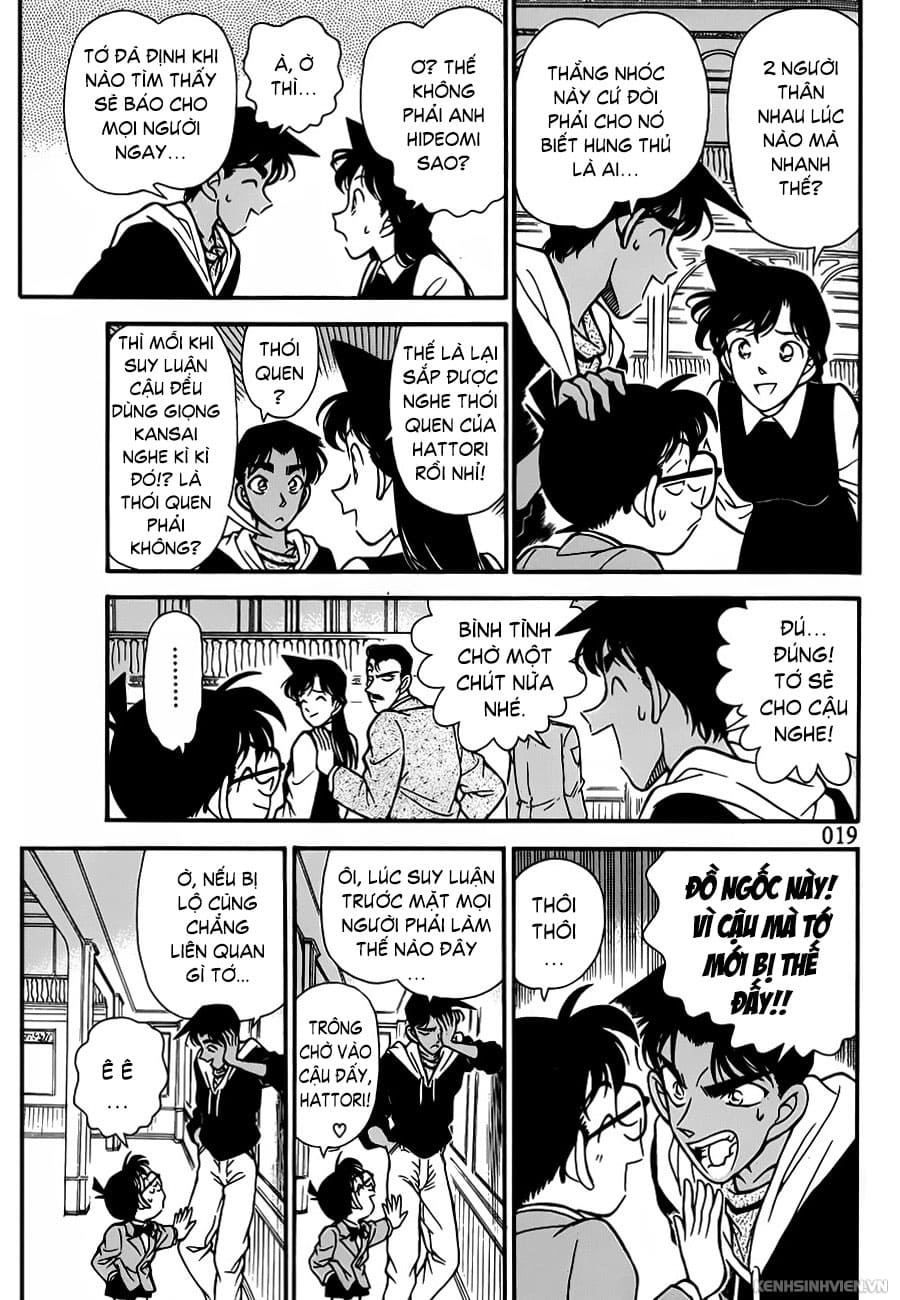 2 NGƯỜI
THÂN
NHAU LÚC
NÀO MÀ
NHANH
THẾ?
THẰNG NHÓC
NÀY CỨ ĐÒI
PHẢI CHO NÓ
BIẾT HUNG THỦ
LÀ AI...
Ơ? THẾ
KHÔNG
PHẢI ANH
HIDEOMI
SAO?
À, Ờ
THÌ...
TỚ ĐÃ ĐỊNH KHI
NÀO TÌM THẤY
SẼ BÁO CHO
MỌI NGƯỜI
NGAY...
THẾ LÀ LẠI
SẮP ĐƯỢC
NGHE THÓI
QUEN CỦA
HATTORI
RỒI NHỈ!
THÓI
QUEN
?
THÌ MỖI KHI
SUY LUẬN
CẬU ĐỀU
DÙNG GIỌNG
KANSAI
NGHE KÌ KÌ
ĐÓ!? LÀ
THÓI QUEN
PHẢI
KHÔNG?
ĐÚ...
ĐÚNG!
TỚ SẼ
CHO CẬU
NGHE!
BÌNH TĨNH
CHỜ MỘT
CHÚT NỮA
NHÉ.
.........
019
ĐỒ NGỐC NÀY!
VÌ CẬU MÀ TỚ
MỚI BỊ THẾ
ĐẤY!!
THÔI
THÔI
...
ÔI, LÚC SUY LUẬN
TRƯỚC MẶT MỌI
NGƯỜI PHẢI LÀM
THẾ NÀO ĐÂY
...
TRÔNG
CHỜ VÀO
CẬU ĐẤY,
HATTORI!
♡
Ờ, NẾU BỊ
LỘ CŨNG
CHẲNG
LIÊN QUAN
GÌ TỚ...
Ê Ê
...
KENHSINHVIEN.VN